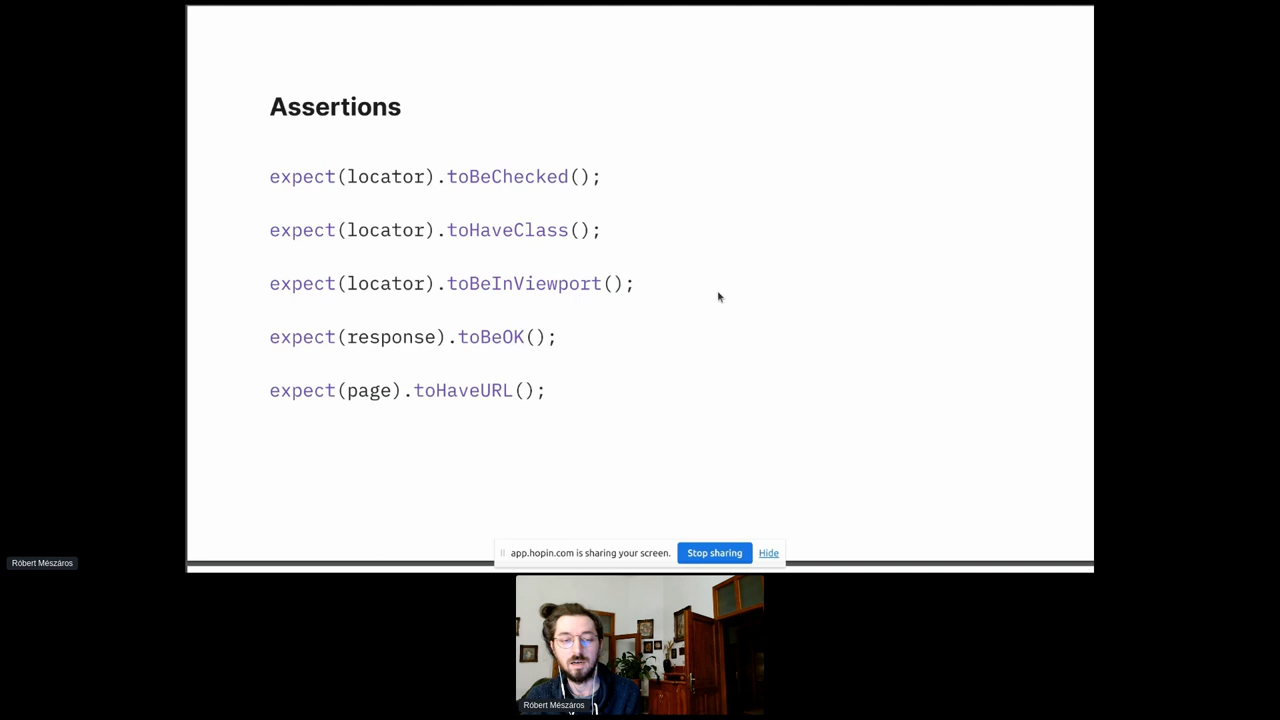 Assertions
expect(locator).toBeChecked();
expect(locator).toHaveClass();
expect(locator).toBeInViewport();
expect(response).toBeOK();
expect(page).toHaveURL();
app.hopin.com is sharing your screen. Stop sharing Hide
Róbert Mészáros
Róbert Mészáros